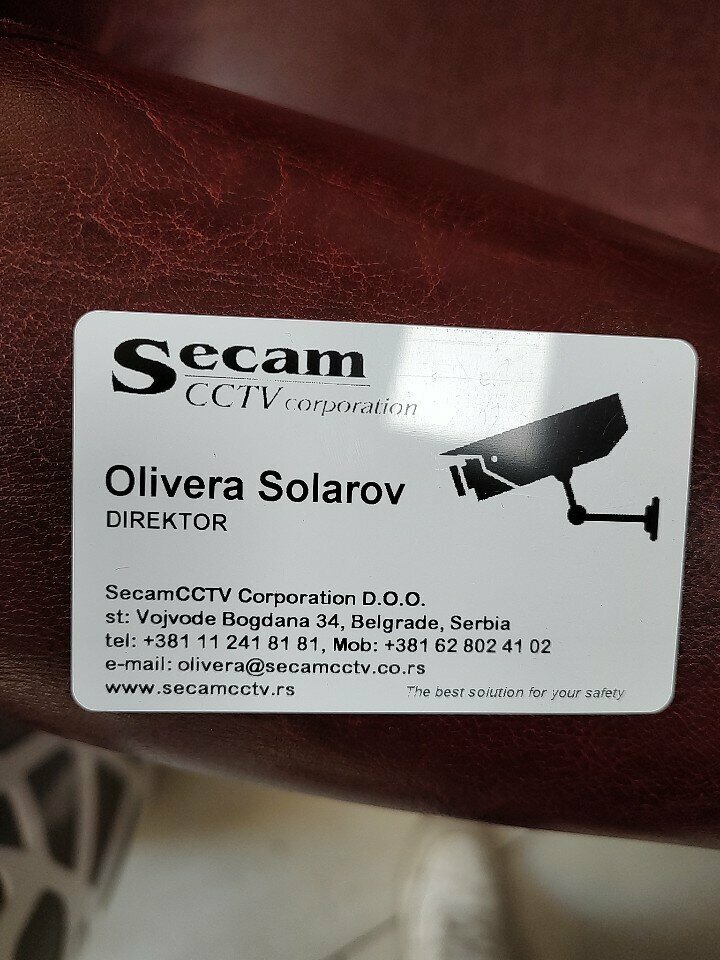 Secam
CCTV corporation
Olivera Solarov
DIREKTOR
SecamCCTV Corporation D.O.O.
st: Vojvode Bogdana 34, Belgrade, Serbia
tel: +381 11 241 81 81, Mob: +381 62 802 41 02
e-mail: olivera@secamcctv.co.rs
www.secamcctv.rs The best solution for your safety